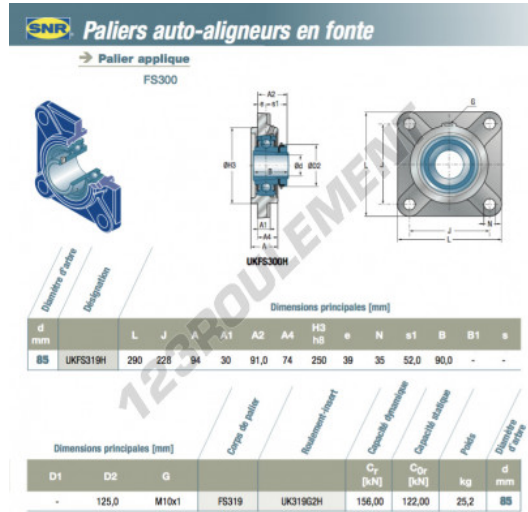 SNR Paliers auto-aligneurs en fonte
→ Palier applique
FS300
A2
e s1
ØH3
B
Ød
ØD2
A1
A4
A
UKFS300H
G
L
J
N
J
L
Diamètre d'arbre
Désignation
Dimensions principales [mm]
d mm L J A1 A2 A4 H3 h8 e N s1 B B1 s
85 UKFS319H 290 228 94 30 91,0 74 250 39 35 52,0 90,0 - -
123ROULEMENT
Dimensions principales [mm]
Corps de palier
Roulement-insert
Capacité dynamique
Capacité statique
Poids
Diamètre d'arbre
D1 D2 G Cr [kN] C0r [kN] kg d mm
- 125,0 M10x1 FS319 UK319G2H 156,00 122,00 25,2 85